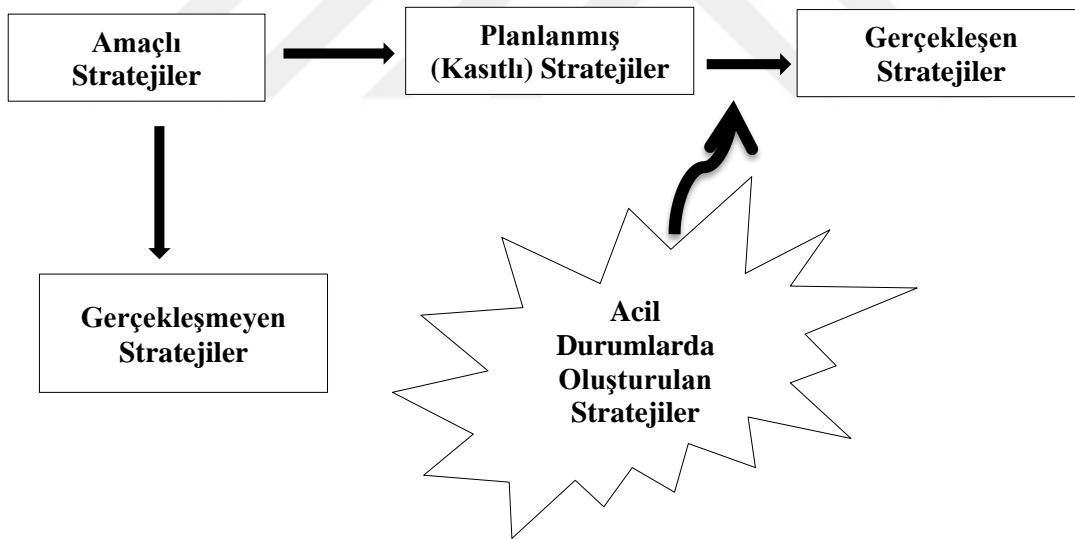 Amaçlı
Stratejiler
Planlanmış
(Kasıtlı) Stratejiler
Gerçekleşen
Stratejiler
Gerçekleşmeyen
Stratejiler
Acil
Durumlarda
Oluşturulan
Stratejiler